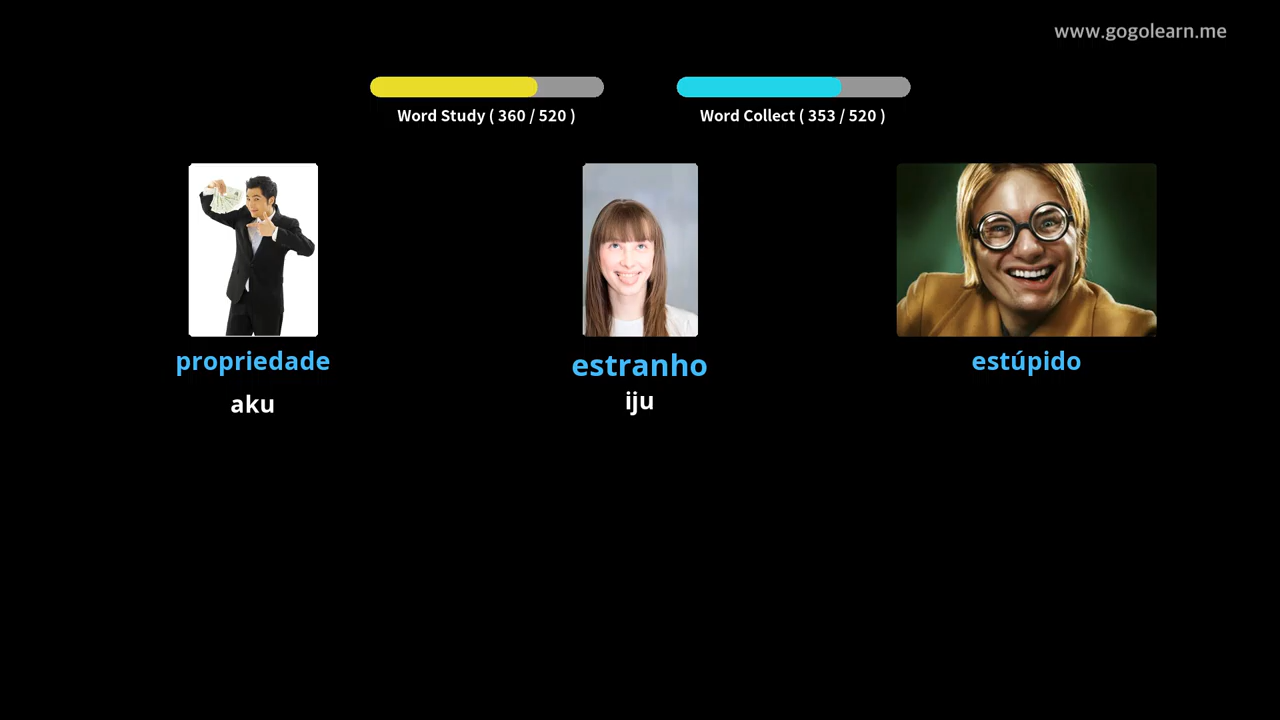 www.gogolearn.me
Word Study ( 360 / 520 )
Word Collect ( 353 / 520 )
propriedade
estranho
estúpido
aku
iju